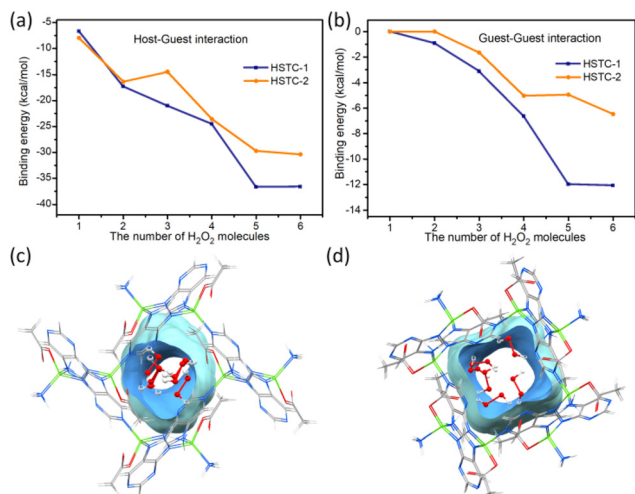 (a)
Host-Guest interaction
HSTC-1
HSTC-2
Binding energy (kcal/mol)
-5
-10
-15
-20
-25
-30
-35
-40
1 2 3 4 5 6
The number of H₂O₂ molecules
(b)
Guest-Guest interaction
HSTC-1
HSTC-2
Binding energy (kcal/mol)
0
-2
-4
-6
-8
-10
-12
-14
1 2 3 4 5 6
The number of H₂O₂ molecules
(c)
(d)